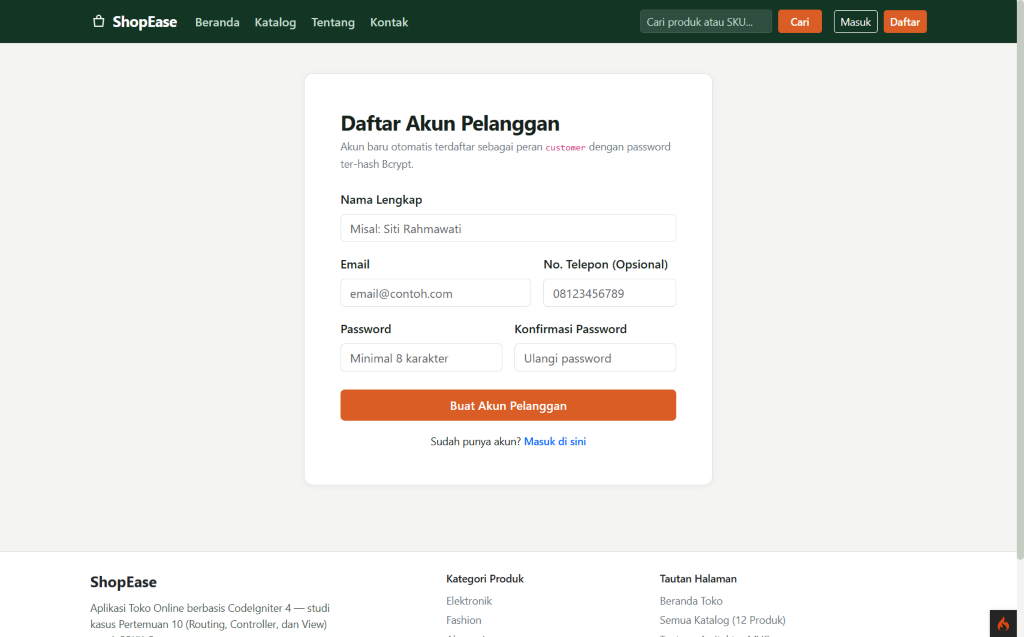 ShopEase Beranda Katalog Tentang Kontak Cari produk atau SKU... Cari Masuk Daftar
Daftar Akun Pelanggan
Akun baru otomatis terdaftar sebagai peran customer dengan password
ter-hash Bcrypt.
Nama Lengkap
Misal: Siti Rahmawati
Email No. Telepon (Opsional)
email@contoh.com 08123456789
Password Konfirmasi Password
Minimal 8 karakter Ulangi password
Buat Akun Pelanggan
Sudah punya akun? Masuk di sini
ShopEase Kategori Produk Tautan Halaman
Aplikasi Toko Online berbasis CodeIgniter 4 — studi Elektronik Beranda Toko
kasus Pertemuan 10 (Routing, Controller, dan View) Fashion Semua Katalog (12 Produk)